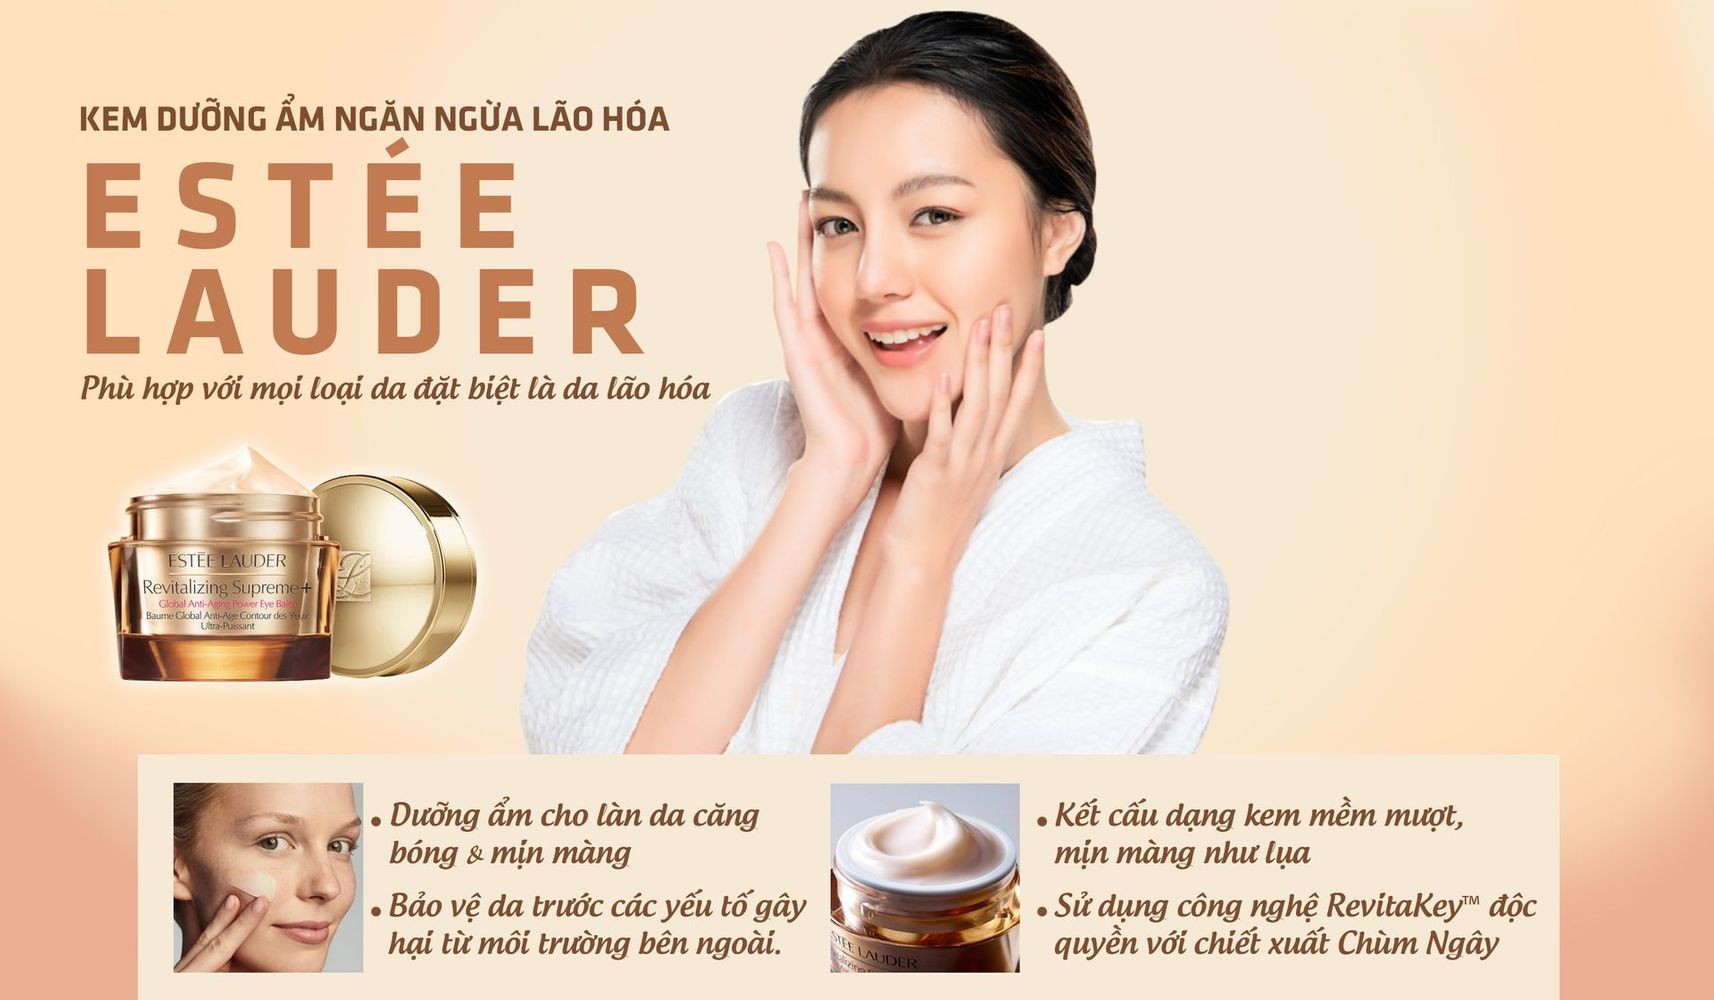 KEM DƯỠNG ẨM NGĂN NGỪA LÃO HÓA
ESTÉE
LAUDER
Phù hợp với mọi loại da đặt biệt là da lão hóa
ESTĒE LAUDER
Revitalizing Supreme+
Global Anti-Aging Power Eye Balm
Baume Global Anti-Age Contour des Yeux
Ultra-Puissant
• Dưỡng ẩm cho làn da căng
bóng & mịn màng
• Bảo vệ da trước các yếu tố gây
hại từ môi trường bên ngoài.
ESTĒE LAUDER
• Kết cấu dạng kem mềm mượt,
mịn màng như lụa
• Sử dụng công nghệ RevitaKey™ độc
quyền với chiết xuất Chùm Ngây